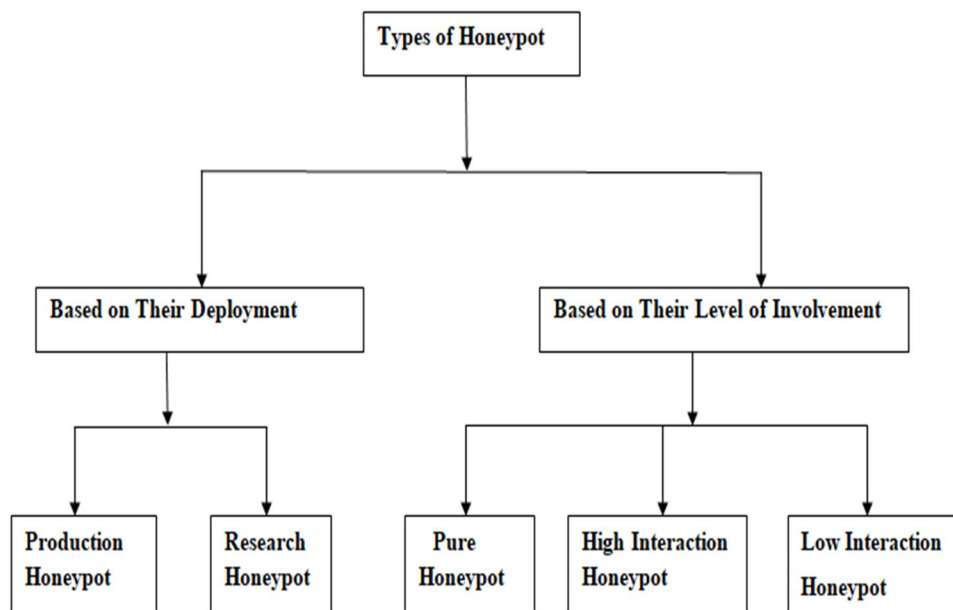 Types of Honeypot
Based on Their Deployment
Based on Their Level of Involvement
Production
Honeypot
Research
Honeypot
Pure
Honeypot
High Interaction
Honeypot
Low Interaction
Honeypot